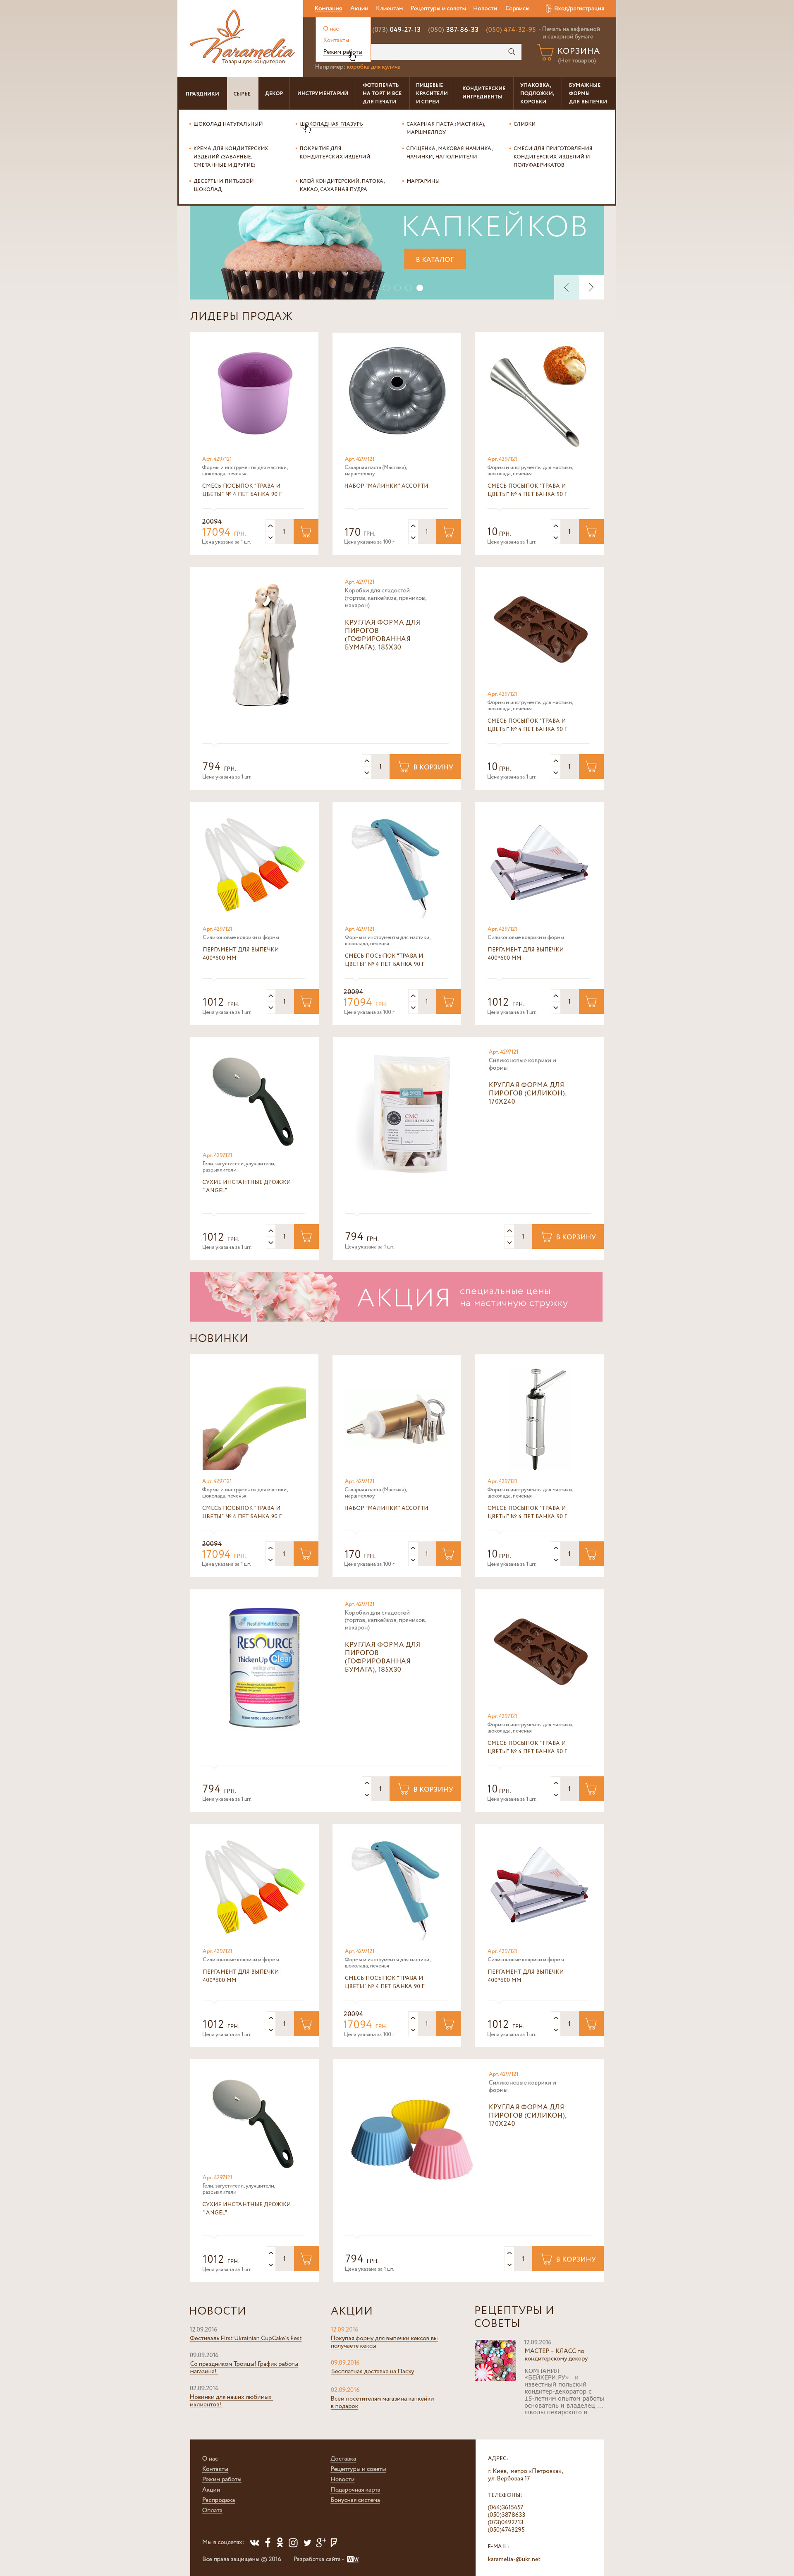 Karamelia
Товары для кондитеров
Компания Акции Клиентам Рецептуры и советы Новости Сервисы Вход/регистрация
О нас
Контакты
Режим работы
(073) 049-27-13 (050) 387-86-33 (050) 474-32-95 - Печать на вафельной
и сахарной бумаге
КОРЗИНА
(Нет товаров)
Например: коробка для кулича
ПРАЗДНИКИ
СЫРЬЕ
ДЕКОР
ИНСТРУМЕНТАРИЙ
ФОТОПЕЧАТЬ
НА ТОРТ И ВСЕ
ДЛЯ ПЕЧАТИ
ПИЩЕВЫЕ
КРАСИТЕЛИ
И СПРЕИ
КОНДИТЕРСКИЕ
ИНГРЕДИЕНТЫ
УПАКОВКА,
ПОДЛОЖКИ,
КОРОБКИ
БУМАЖНЫЕ
ФОРМЫ
ДЛЯ ВЫПЕЧКИ
ШОКОЛАД НАТУРАЛЬНЫЙ
ШОКОЛАДНАЯ ГЛАЗУРЬ
САХАРНАЯ ПАСТА (МАСТИКА),
МАРШМЕЛЛОУ
СЛИВКИ
КРЕМА ДЛЯ КОНДИТЕРСКИХ
ИЗДЕЛИЙ (ЗАВАРНЫЕ,
СМЕТАННЫЕ И ДРУГИЕ)
ПОКРЫТИЕ ДЛЯ
КОНДИТЕРСКИХ ИЗДЕЛИЙ
СГУЩЕНКА, МАКОВАЯ НАЧИНКА,
НАЧИНКИ, НАПОЛНИТЕЛИ
СМЕСИ ДЛЯ ПРИГОТОВЛЕНИЯ
КОНДИТЕРСКИХ ИЗДЕЛИЙ И
ПОЛУФАБРИКАТОВ
ДЕСЕРТЫ И ПИТЬЕВОЙ
ШОКОЛАД
КЛЕЙ КОНДИТЕРСКИЙ, ПАТОКА,
КАКАО, САХАРНАЯ ПУДРА
МАРГАРИНЫ
КАПКЕЙКОВ
В КАТАЛОГ
ЛИДЕРЫ ПРОДАЖ
Арт. 4297121
Формы и инструменты для мастики,
шоколада, печенья
СМЕСЬ ПОСЫПОК "ТРАВА И
ЦВЕТЫ" № 4 ПЕТ БАНКА 90 Г
20094
17094 ГРН. 1
Цена указана за 1 шт.
Арт. 4297121
Сахарная паста (Мастика),
маршмеллоу
НАБОР "МАЛИНКИ" АССОРТИ
170 ГРН. 1
Цена указана за 100 г
Арт. 4297121
Формы и инструменты для мастики,
шоколада, печенья
СМЕСЬ ПОСЫПОК "ТРАВА И
ЦВЕТЫ" № 4 ПЕТ БАНКА 90 Г
10 ГРН. 1
Цена указана за 1 шт.
Арт. 4297121
Коробки для сладостей
(тортов, капкейков, пряников,
макарон)
КРУГЛАЯ ФОРМА ДЛЯ
ПИРОГОВ
(ГОФРИРОВАННАЯ
БУМАГА), 185Х30
794 ГРН. 1 В КОРЗИНУ
Цена указана за 1 шт.
Арт. 4297121
Формы и инструменты для мастики,
шоколада, печенья
СМЕСЬ ПОСЫПОК "ТРАВА И
ЦВЕТЫ" № 4 ПЕТ БАНКА 90 Г
10 ГРН. 1
Цена указана за 1 шт.
Арт. 4297121
Силиконовые коврики и формы
ПЕРГАМЕНТ ДЛЯ ВЫПЕЧКИ
400*600 ММ
1012 ГРН. 1
Цена указана за 1 шт.
Арт. 4297121
Формы и инструменты для мастики,
шоколада, печенья
СМЕСЬ ПОСЫПОК "ТРАВА И
ЦВЕТЫ" № 4 ПЕТ БАНКА 90 Г
20094
17094 ГРН. 1
Цена указана за 100 г
Арт. 4297121
Силиконовые коврики и формы
ПЕРГАМЕНТ ДЛЯ ВЫПЕЧКИ
400*600 ММ
1012 ГРН. 1
Цена указана за 1 шт.
Арт. 4297121
Гели, загустители, улучшители,
разрыхлители
СУХИЕ ИНСТАНТНЫЕ ДРОЖЖИ
"ANGEL"
1012 ГРН. 1
Цена указана за 1 шт.
CMC
Арт. 4297121
Силиконовые коврики и
формы
КРУГЛАЯ ФОРМА ДЛЯ
ПИРОГОВ (СИЛИКОН),
170Х240
794 ГРН. 1 В КОРЗИНУ
Цена указана за 1 шт.
АКЦИЯ
специальные цены
на мастичную стружку
НОВИНКИ
Арт. 4297121
Формы и инструменты для мастики,
шоколада, печенья
СМЕСЬ ПОСЫПОК "ТРАВА И
ЦВЕТЫ" № 4 ПЕТ БАНКА 90 Г
20094
17094 ГРН. 1
Цена указана за 1 шт.
Арт. 4297121
Сахарная паста (Мастика),
маршмеллоу
НАБОР "МАЛИНКИ" АССОРТИ
170 ГРН. 1
Цена указана за 100 г
Арт. 4297121
Формы и инструменты для мастики,
шоколада, печенья
СМЕСЬ ПОСЫПОК "ТРАВА И
ЦВЕТЫ" № 4 ПЕТ БАНКА 90 Г
10 ГРН. 1
Цена указана за 1 шт.
NestléHealthScience
RESOURCE
ThickenUp
Clear
Арт. 4297121
Коробки для сладостей
(тортов, капкейков, пряников,
макарон)
КРУГЛАЯ ФОРМА ДЛЯ
ПИРОГОВ
(ГОФРИРОВАННАЯ
БУМАГА), 185Х30
794 ГРН. 1 В КОРЗИНУ
Цена указана за 1 шт.
Арт. 4297121
Формы и инструменты для мастики,
шоколада, печенья
СМЕСЬ ПОСЫПОК "ТРАВА И
ЦВЕТЫ" № 4 ПЕТ БАНКА 90 Г
10 ГРН. 1
Цена указана за 1 шт.
Арт. 4297121
Силиконовые коврики и формы
ПЕРГАМЕНТ ДЛЯ ВЫПЕЧКИ
400*600 ММ
1012 ГРН. 1
Цена указана за 1 шт.
Арт. 4297121
Формы и инструменты для мастики,
шоколада, печенья
СМЕСЬ ПОСЫПОК "ТРАВА И
ЦВЕТЫ" № 4 ПЕТ БАНКА 90 Г
20094
17094 ГРН. 1
Цена указана за 100 г
Арт. 4297121
Силиконовые коврики и формы
ПЕРГАМЕНТ ДЛЯ ВЫПЕЧКИ
400*600 ММ
1012 ГРН. 1
Цена указана за 1 шт.
Арт. 4297121
Гели, загустители, улучшители,
разрыхлители
СУХИЕ ИНСТАНТНЫЕ ДРОЖЖИ
"ANGEL"
1012 ГРН. 1
Цена указана за 1 шт.
Арт. 4297121
Силиконовые коврики и
формы
КРУГЛАЯ ФОРМА ДЛЯ
ПИРОГОВ (СИЛИКОН),
170Х240
794 ГРН. 1 В КОРЗИНУ
Цена указана за 1 шт.
НОВОСТИ
12.09.2016
Фестиваль First Ukrainian CupCake's Fest
09.09.2016
Со праздником Троицы! График работы
магазина!
02.09.2016
Новинки для наших любимых
мклиентов!
АКЦИИ
12.09.2016
Покупая форму для выпечки кексов вы
получаете кексы
09.09.2016
Бесплатная доставка на Пасху
02.09.2016
Всем посетителям магазина капкейки
в подарок
РЕЦЕПТУРЫ И
СОВЕТЫ
12.09.2016
МАСТЕР – КЛАСС по
кондитерскому декору
КОМПАНИЯ
«БЕЙКЕРИ.РУ» и
известный польский
кондитер-декоратор с
15-летним опытом работы
основатель и владелец ...
школы пекарского и
О нас
Контакты
Режим работы
Акции
Распродажа
Оплата
Доставка
Рецептуры и советы
Новости
Подарочная карта
Бонусная система
Мы в соцсетях:
Все права защищены © 2016 Разработка сайта -
АДРЕС:
г. Киев, метро «Петровка»,
ул. Вербовая 17
ТЕЛЕФОНЫ:
(044)3615457
(050)3878633
(073)0492713
(050)4743295
E-MAIL:
karamelia-@ukr.net